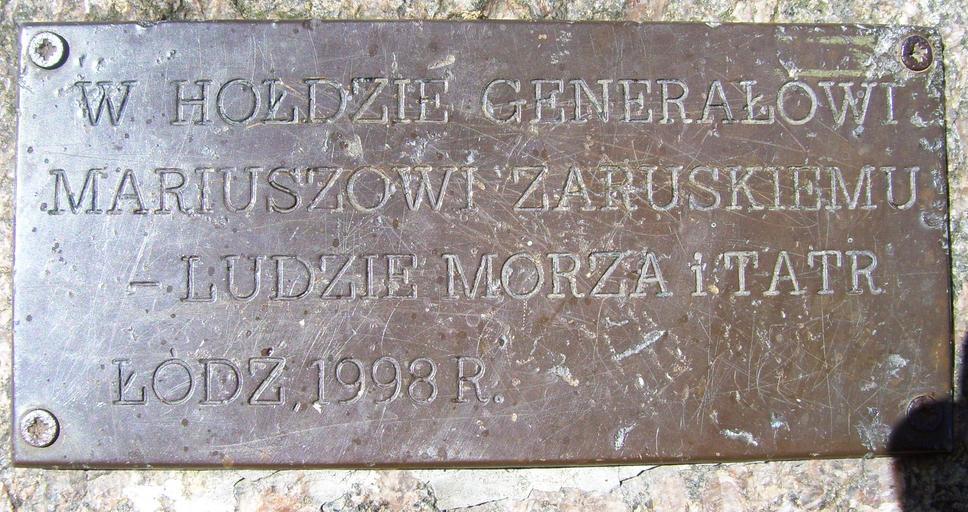 W HOŁDZIE GENERAŁOWI
MARIUSZOWI ZARUSKIEMU
– LUDZIE MORZA i TATR
ŁÓDŹ 1998 R.